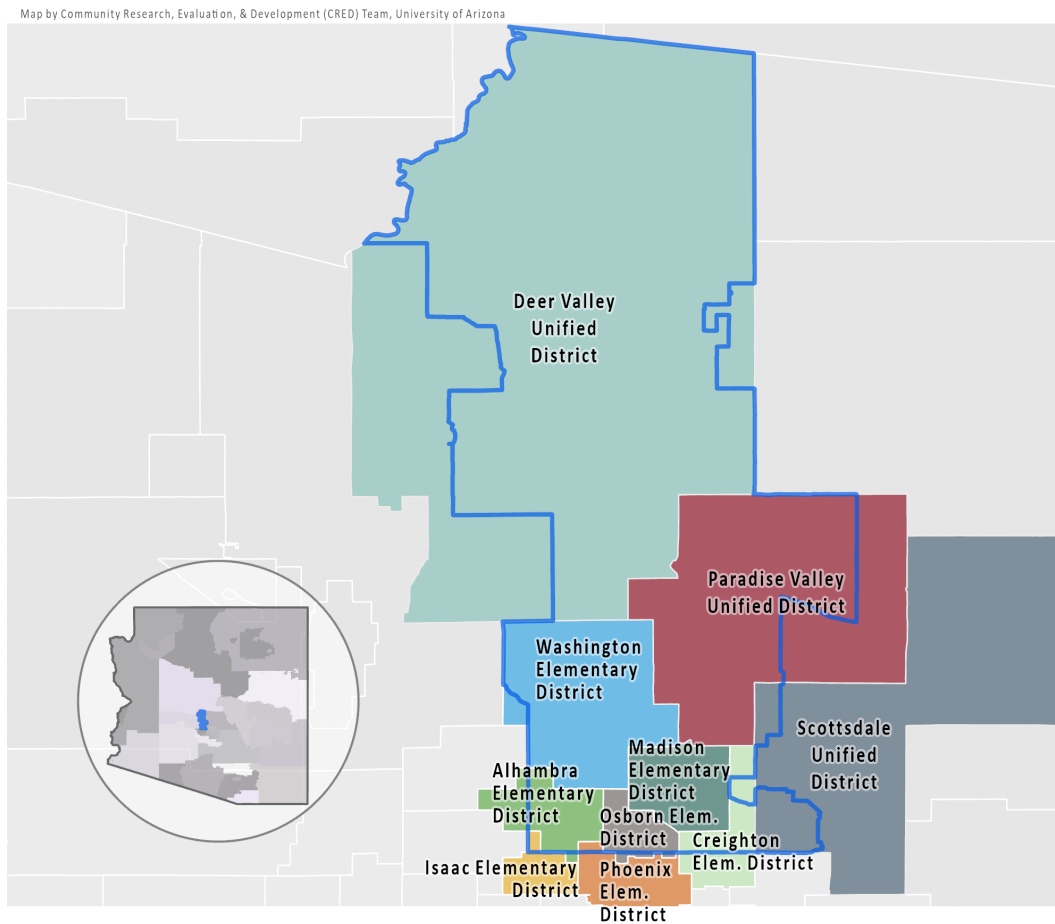 Map by Community Research, Evaluation, & Development (CRED) Team, University of Arizona
Deer Valley
Unified
District
Paradise Valley
Unified District
Washington
Elementary
District
Scottsdale
Unified
District
Madison
Elementary
District
Alhambra
Elementary
District
Osborn Elem.
District
Creighton
Elem. District
Isaac Elementary
District
Phoenix
Elem.
District